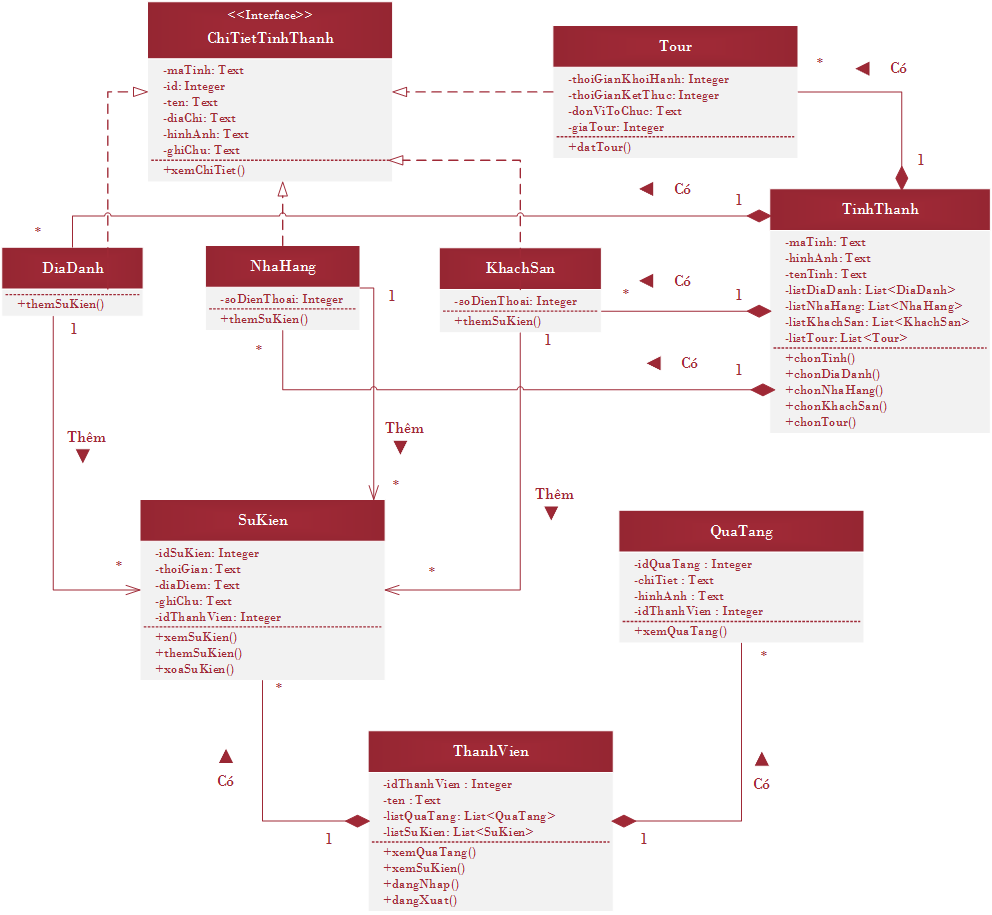 <<Interface>>
ChiTietTinhThanh
-maTinh: Text
-id: Integer
-ten: Text
-diaChi: Text
-hinhAnh: Text
-ghiChu: Text
+xemChiTiet()
Tour
-thoiGianKhoiHanh: Integer
-thoiGianKetThuc: Integer
-donViToChuc: Text
-giaTour: Integer
+datTour()
*
Có
1
Có
1
*
TinhThanh
-maTinh: Text
-hinhAnh: Text
-tenTinh: Text
-listDiaDanh: List<DiaDanh>
-listNhaHang: List<NhaHang>
-listKhachSan: List<KhachSan>
-listTour: List<Tour>
+chonTinh()
+chonDiaDanh()
+chonNhaHang()
+chonKhachSan()
+chonTour()
DiaDanh
+themSuKien()
1
NhaHang
-soDienThoai: Integer
+themSuKien()
1
*
KhachSan
-soDienThoai: Integer
+themSuKien()
1
*
Có
1
Có
1
Thêm
Thêm
*
Thêm
*
*
SuKien
-idSuKien: Integer
-thoiGian: Text
-diaDiem: Text
-ghiChu: Text
-idThanhVien: Integer
+xemSuKien()
+themSuKien()
+xoaSuKien()
*
QuaTang
-idQuaTang : Integer
-chiTiet : Text
-hinhAnh : Text
-idThanhVien : Integer
+xemQuaTang()
*
Có
Có
ThanhVien
-idThanhVien : Integer
-ten : Text
-listQuaTang: List<QuaTang>
-listSuKien: List<SuKien>
+xemQuaTang()
+xemSuKien()
+dangNhap()
+dangXuat()
1
1